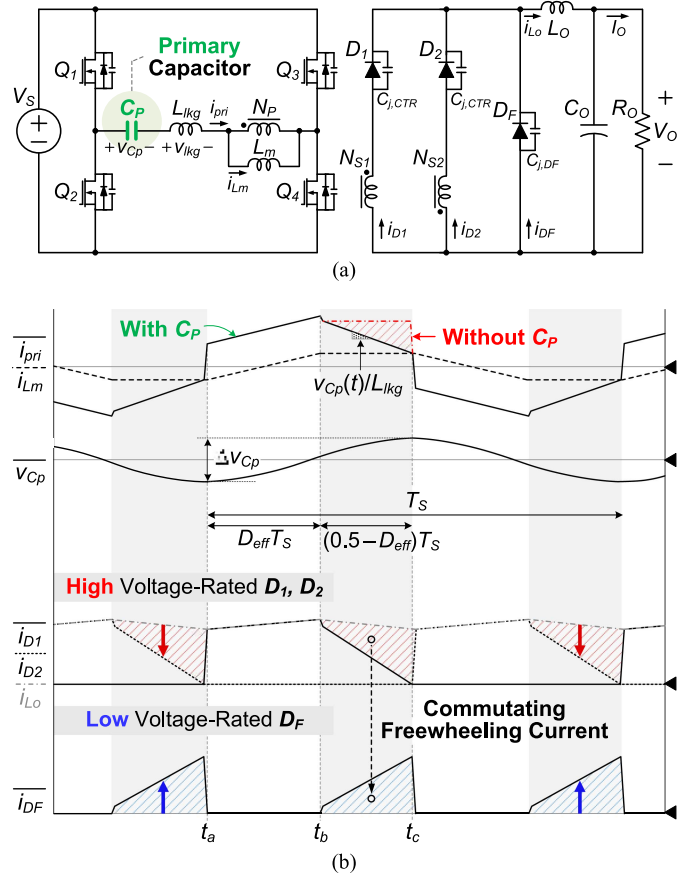 Primary
Capacitor
Q1
Q3
VS
CP
Llkg
ipri
NP
+vCp−
+vlkg−
Lm
iLm
Q2
Q4
D1
D2
Cj,CTR
Cj,CTR
DF
Cj,DF
NS1
NS2
iD1
iD2
iDF
iLo
LO
IO
CO
RO
+
VO
−
(a)
With CP
Without CP
ipri
iLm
vCp(t)/Llkg
ΔvCp
vCp
TS
DeffTS
(0.5−Deff)TS
High Voltage-Rated D1, D2
iD1
iD2
iLo
Low Voltage-Rated DF
Commutating
Freewheeling Current
iDF
ta
tb
tc
(b)